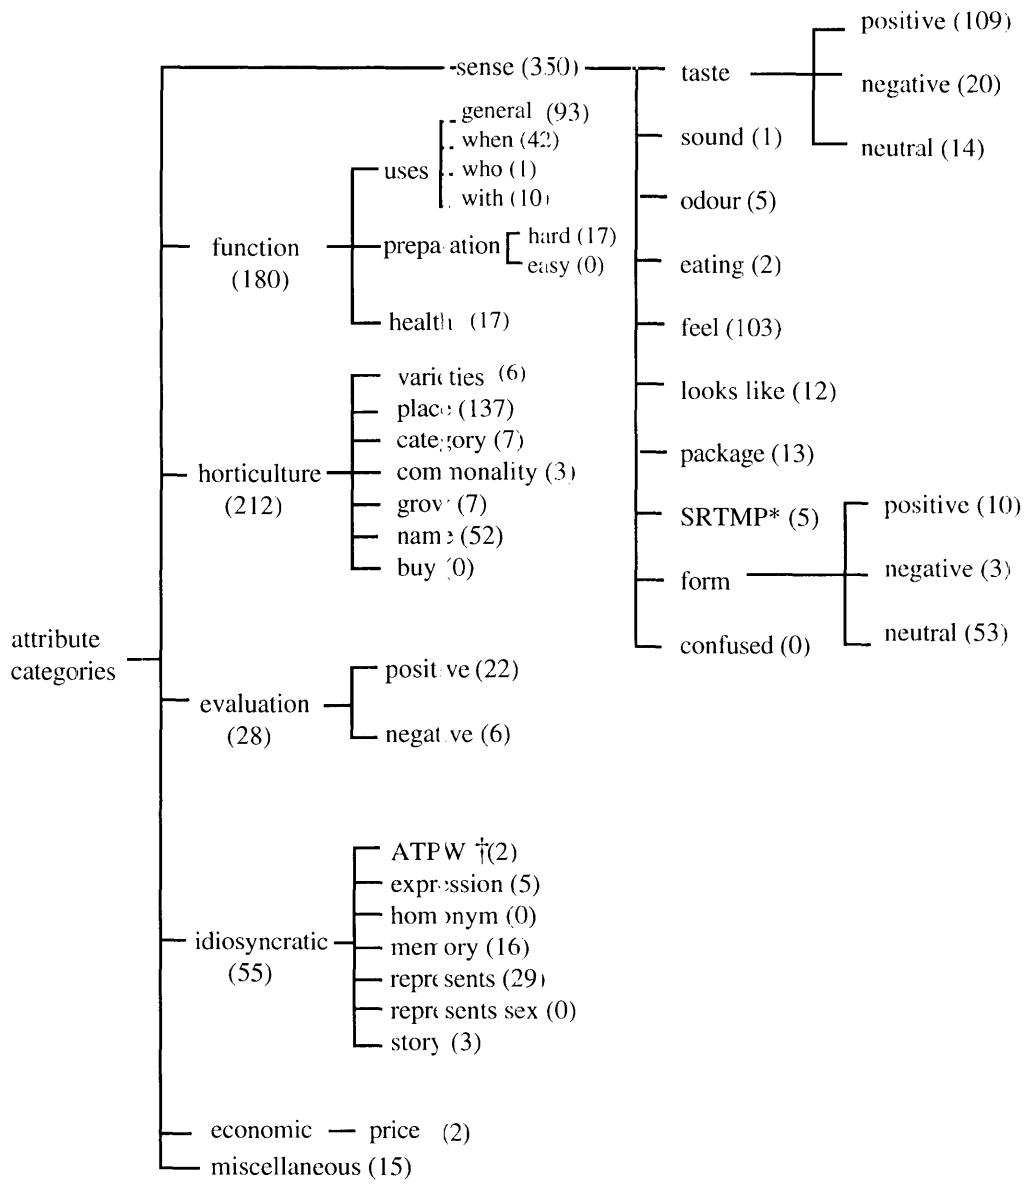 attribute
categories
sense (350)
taste
positive (109)
negative (20)
neutral (14)
sound (1)
odour (5)
eating (2)
feel (103)
looks like (12)
package (13)
SRTMP* (5)
form
positive (10)
negative (3)
neutral (53)
confused (0)
function
(180)
uses
general (93)
when (42)
who (1)
with (10)
preparation
hard (17)
easy (0)
health (17)
horticulture
(212)
varieties (6)
place (137)
category (7)
commonality (3)
grow (7)
name (52)
buy (0)
evaluation
(28)
positive (22)
negative (6)
idiosyncratic
(55)
ATPW †(2)
expression (5)
homonym (0)
memory (16)
represents (29)
represents sex (0)
story (3)
economic
price (2)
miscellaneous (15)